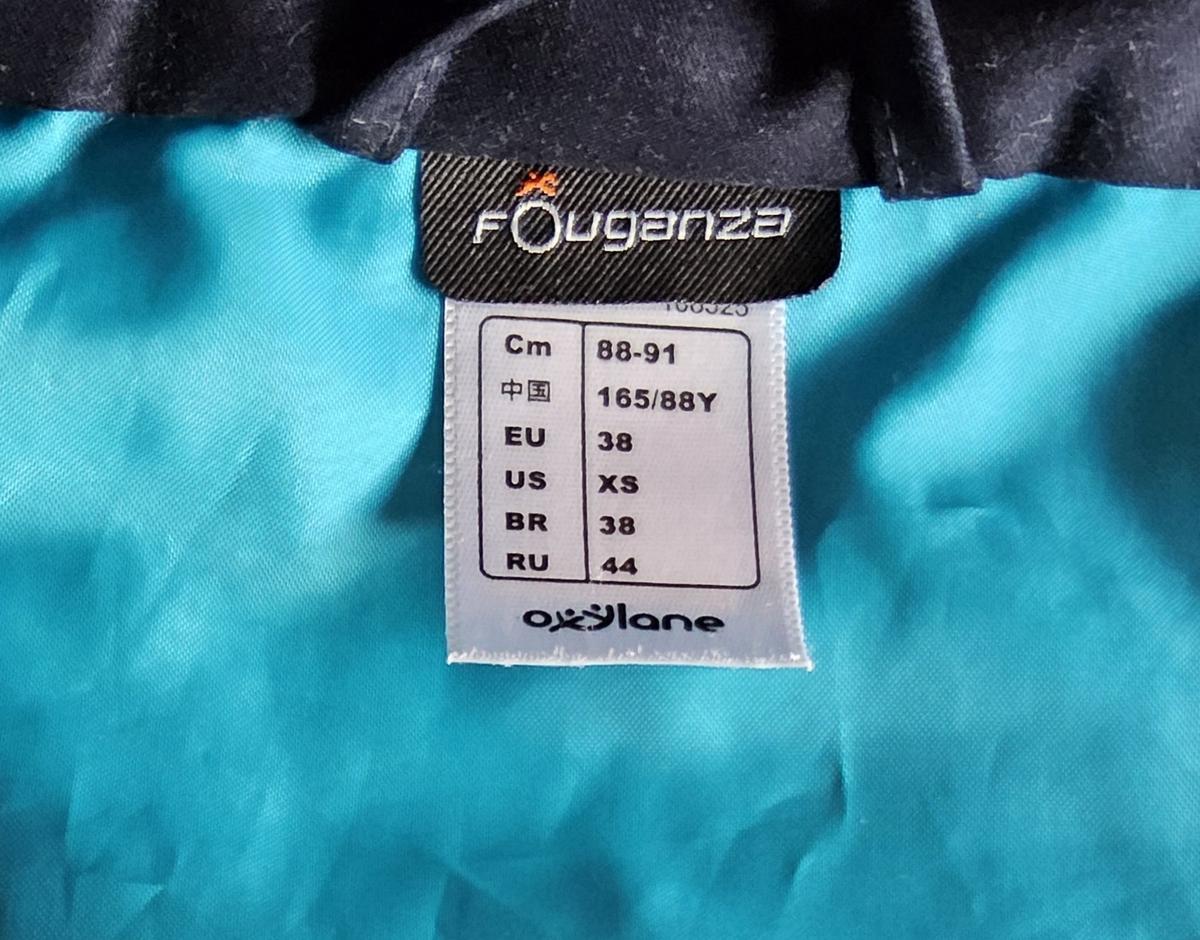 FOuganza
Cm 88-91
中国 165/88Y
EU 38
US XS
BR 38
RU 44
oxylane